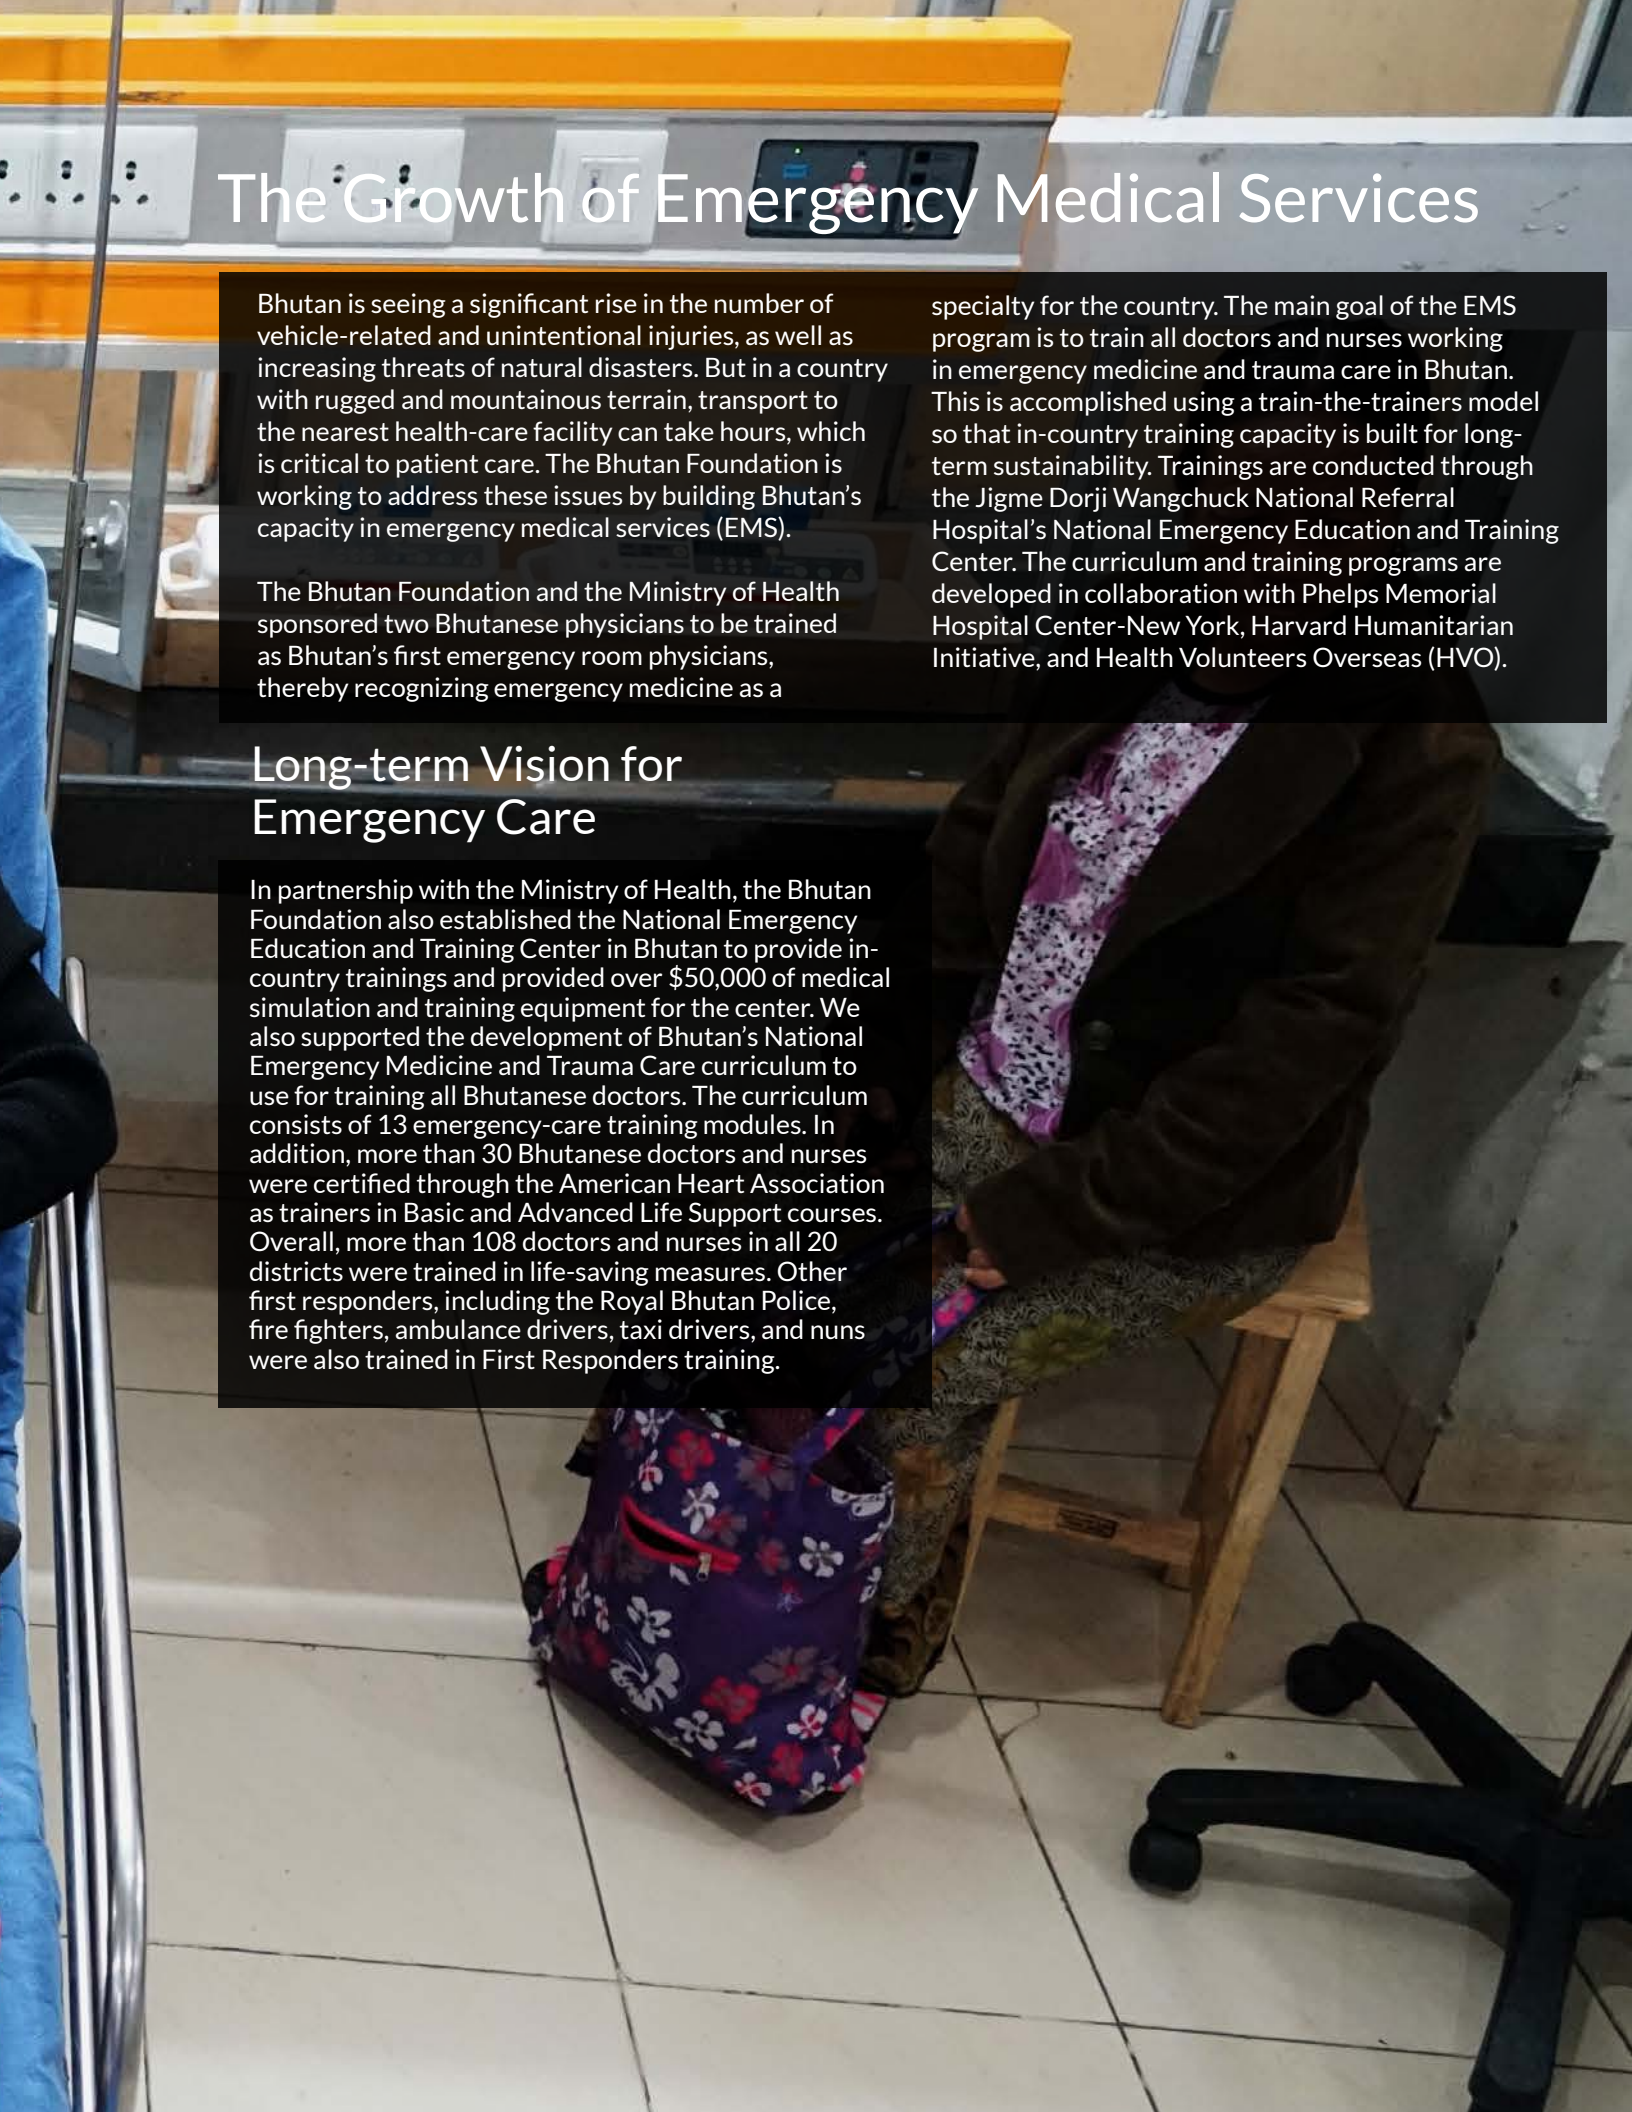 The Growth of Emergency Medical Services
Bhutan is seeing a significant rise in the number of
vehicle-related and unintentional injuries, as well as
increasing threats of natural disasters. But in a country
with rugged and mountainous terrain, transport to
the nearest health-care facility can take hours, which
is critical to patient care. The Bhutan Foundation is
working to address these issues by building Bhutan’s
capacity in emergency medical services (EMS).
The Bhutan Foundation and the Ministry of Health
sponsored two Bhutanese physicians to be trained
as Bhutan’s first emergency room physicians,
thereby recognizing emergency medicine as a
specialty for the country. The main goal of the EMS
program is to train all doctors and nurses working
in emergency medicine and trauma care in Bhutan.
This is accomplished using a train-the-trainers model
so that in-country training capacity is built for long-
term sustainability. Trainings are conducted through
the Jigme Dorji Wangchuck National Referral
Hospital’s National Emergency Education and Training
Center. The curriculum and training programs are
developed in collaboration with Phelps Memorial
Hospital Center-New York, Harvard Humanitarian
Initiative, and Health Volunteers Overseas (HVO).
Long-term Vision for
Emergency Care
In partnership with the Ministry of Health, the Bhutan
Foundation also established the National Emergency
Education and Training Center in Bhutan to provide in-
country trainings and provided over $50,000 of medical
simulation and training equipment for the center. We
also supported the development of Bhutan’s National
Emergency Medicine and Trauma Care curriculum to
use for training all Bhutanese doctors. The curriculum
consists of 13 emergency-care training modules. In
addition, more than 30 Bhutanese doctors and nurses
were certified through the American Heart Association
as trainers in Basic and Advanced Life Support courses.
Overall, more than 108 doctors and nurses in all 20
districts were trained in life-saving measures. Other
first responders, including the Royal Bhutan Police,
fire fighters, ambulance drivers, taxi drivers, and nuns
were also trained in First Responders training.